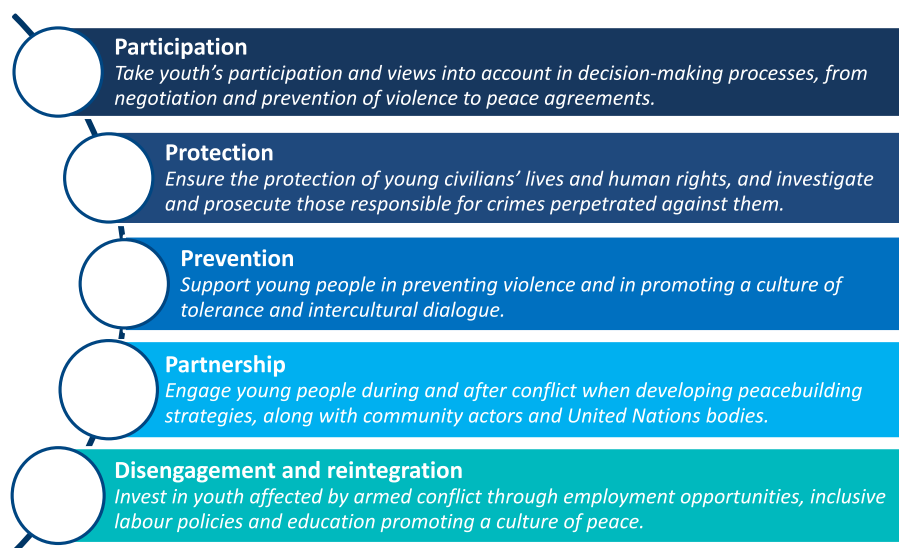 Participation
Take youth’s participation and views into account in decision-making processes, from
negotiation and prevention of violence to peace agreements.
Protection
Ensure the protection of young civilians’ lives and human rights, and investigate
and prosecute those responsible for crimes perpetrated against them.
Prevention
Support young people in preventing violence and in promoting a culture of
tolerance and intercultural dialogue.
Partnership
Engage young people during and after conflict when developing peacebuilding
strategies, along with community actors and United Nations bodies.
Disengagement and reintegration
Invest in youth affected by armed conflict through employment opportunities, inclusive
labour policies and education promoting a culture of peace.